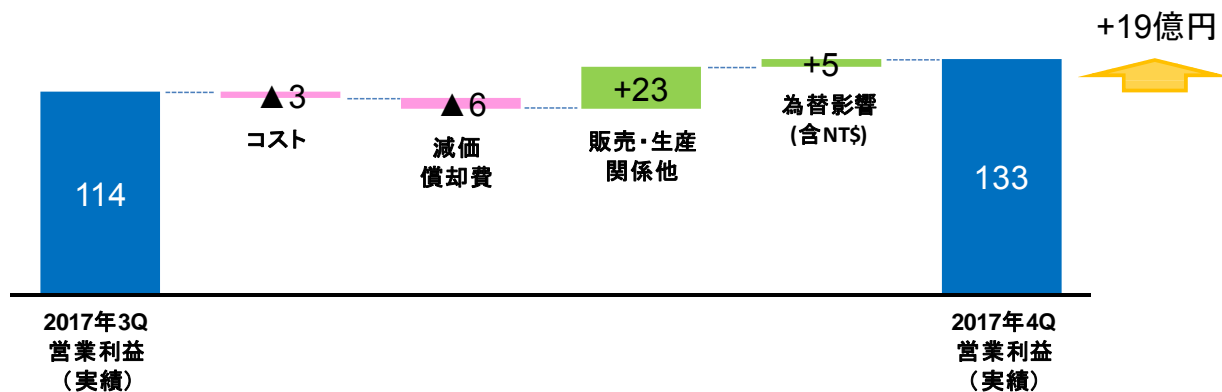 +19億円
▲3
コスト
▲6
減価
償却費
+23
販売・生産
関係他
+5
為替影響
(含NT$)
114
2017年3Q
営業利益
（実績）
133
2017年4Q
営業利益
（実績）